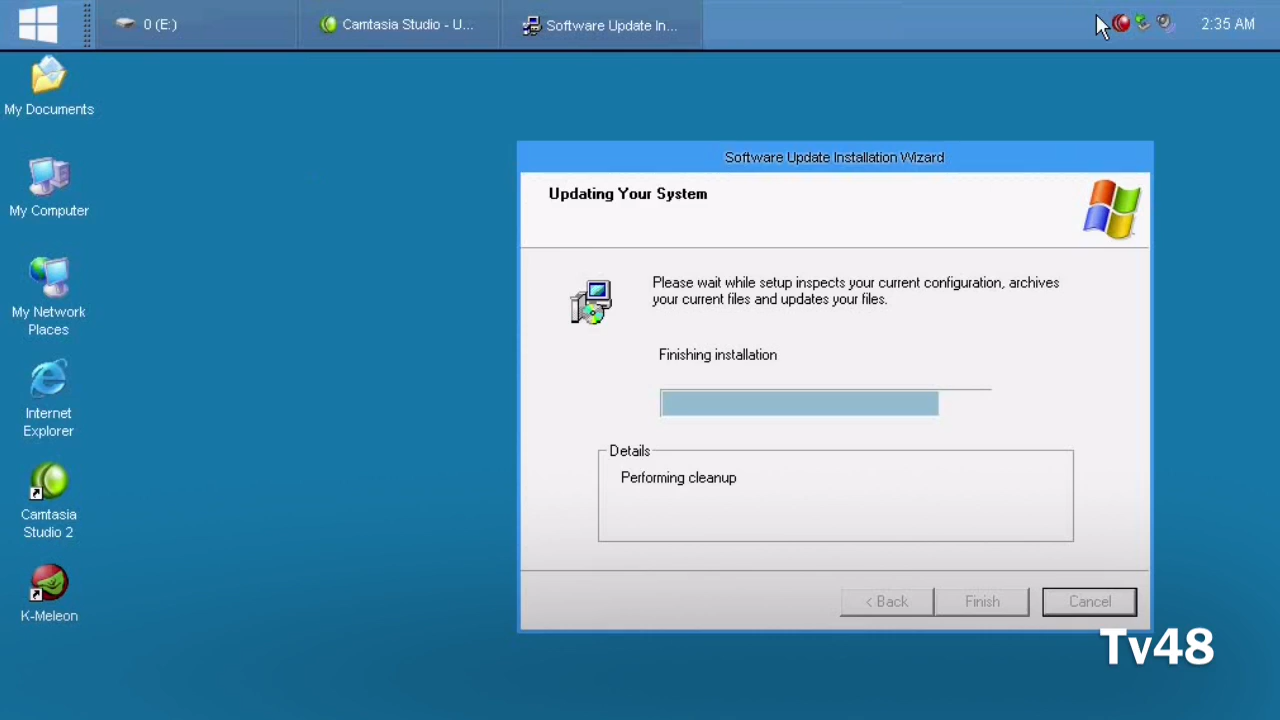 0 (E:)
Camtasia Studio - U...
Software Update In...
2:35 AM
My Documents
My Computer
My Network
Places
Internet
Explorer
Camtasia
Studio 2
K-Meleon
Software Update Installation Wizard
Updating Your System
Please wait while setup inspects your current configuration, archives
your current files and updates your files.
Finishing installation
Details
Performing cleanup
< Back
Finish
Cancel
Tv48